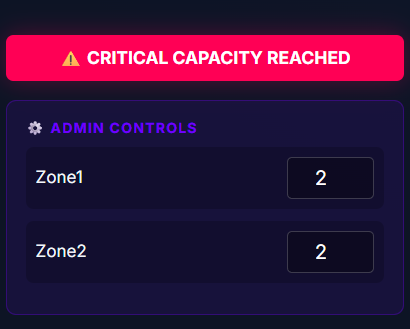 ⚠️ CRITICAL CAPACITY REACHED
⚙️ ADMIN CONTROLS
Zone1 2
Zone2 2